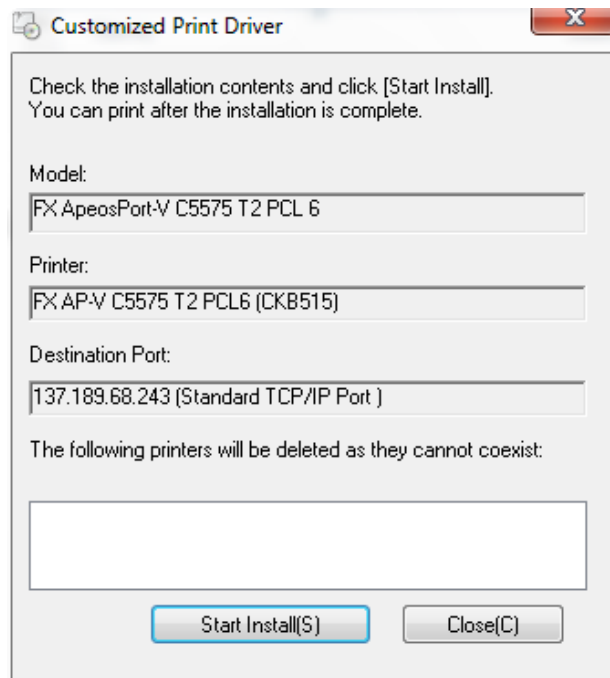 Customized Print Driver
Check the installation contents and click [Start Install].
You can print after the installation is complete.
Model:
FX ApeosPort-V C5575 T2 PCL 6
Printer:
FX AP-V C5575 T2 PCL6 (CKB515)
Destination Port:
137.189.68.243 (Standard TCP/IP Port )
The following printers will be deleted as they cannot coexist:
Start Install(S)
Close(C)